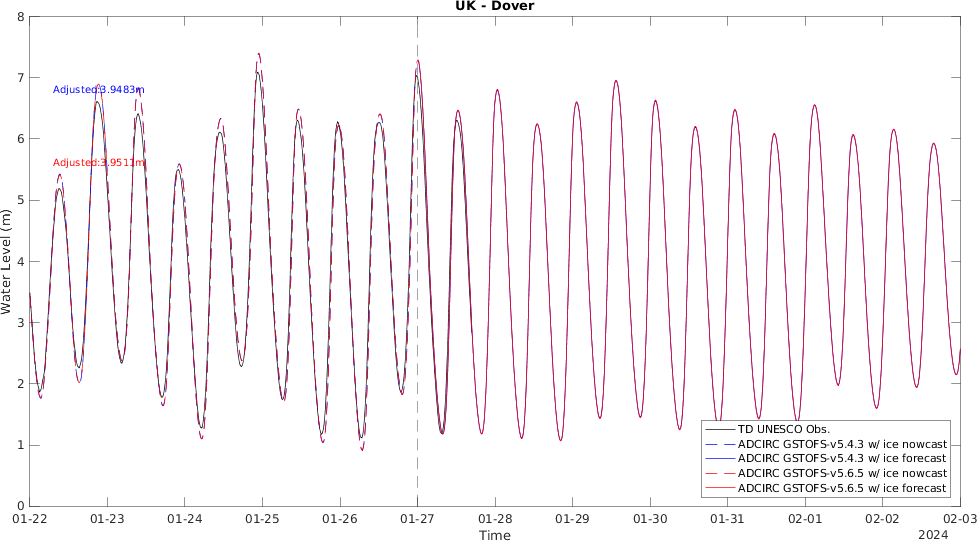 UK - Dover
8
7
6
5
4
3
2
1
0
Water Level (m)
Adjusted:3.9483m
Adjusted:3.9511m
TD UNESCO Obs.
ADCIRC GSTOFS-v5.4.3 w/ ice nowcast
ADCIRC GSTOFS-v5.4.3 w/ ice forecast
ADCIRC GSTOFS-v5.6.5 w/ ice nowcast
ADCIRC GSTOFS-v5.6.5 w/ ice forecast
01-22 01-23 01-24 01-25 01-26 01-27 01-28 01-29 01-30 01-31 02-01 02-02 02-03
Time
2024